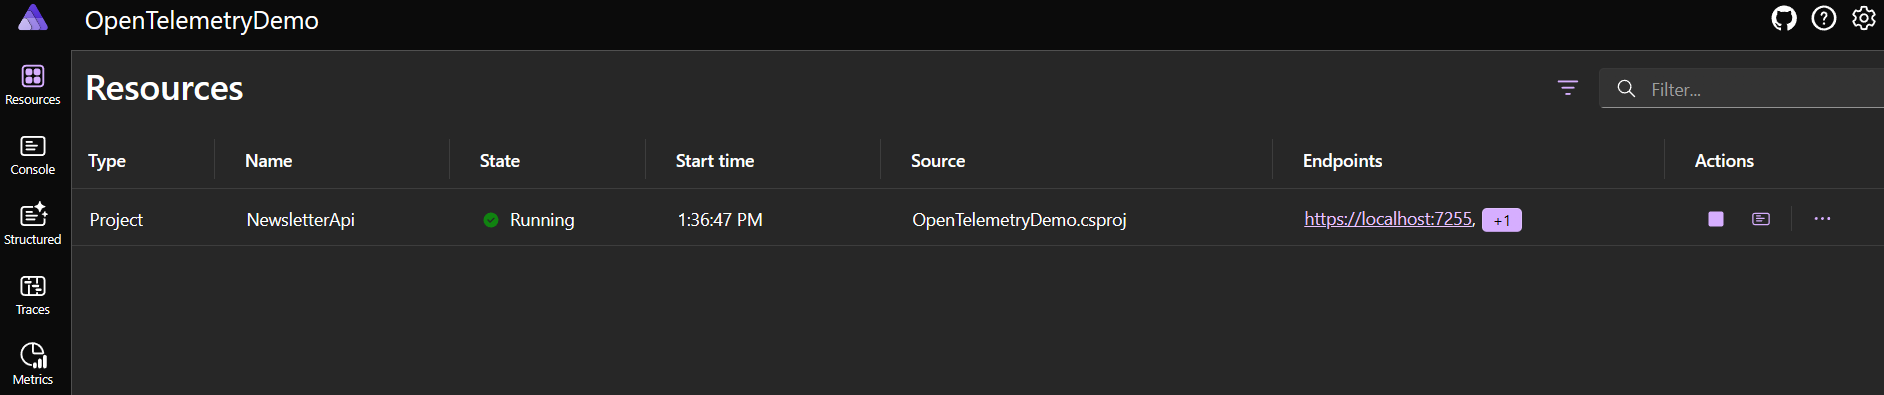 OpenTelemetryDemo
Resources
Console
Structured
Traces
Metrics
Resources
Filter...
Type Name State Start time Source Endpoints Actions
Project NewsletterApi Running 1:36:47 PM OpenTelemetryDemo.csproj https://localhost:7255, +1